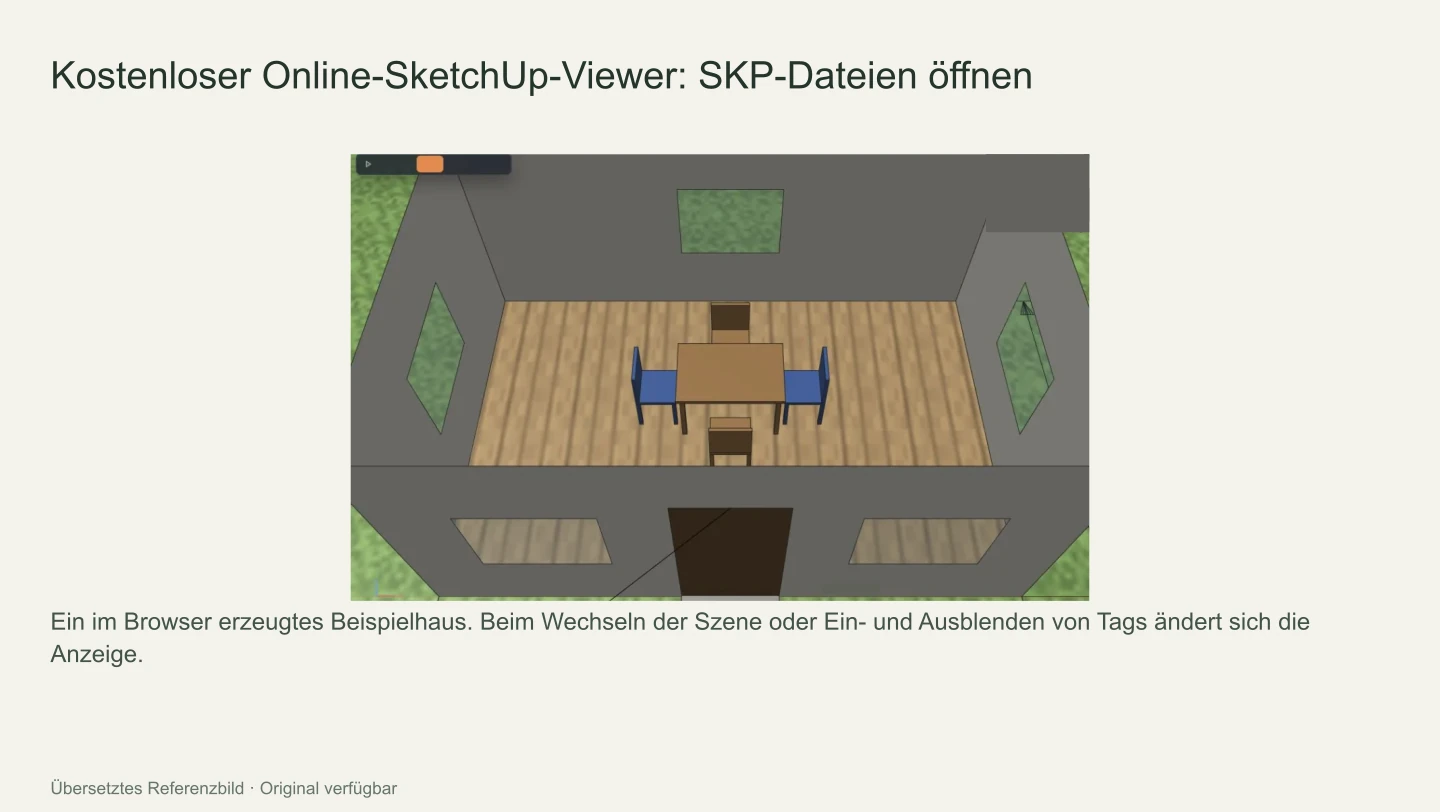 Kostenloser Online-SketchUp-Viewer: SKP-Dateien öffnen
Ein im Browser erzeugtes Beispielhaus. Beim Wechseln der Szene oder Ein- und Ausblenden von Tags ändert sich die
Anzeige.
Übersetztes Referenzbild · Original verfügbar